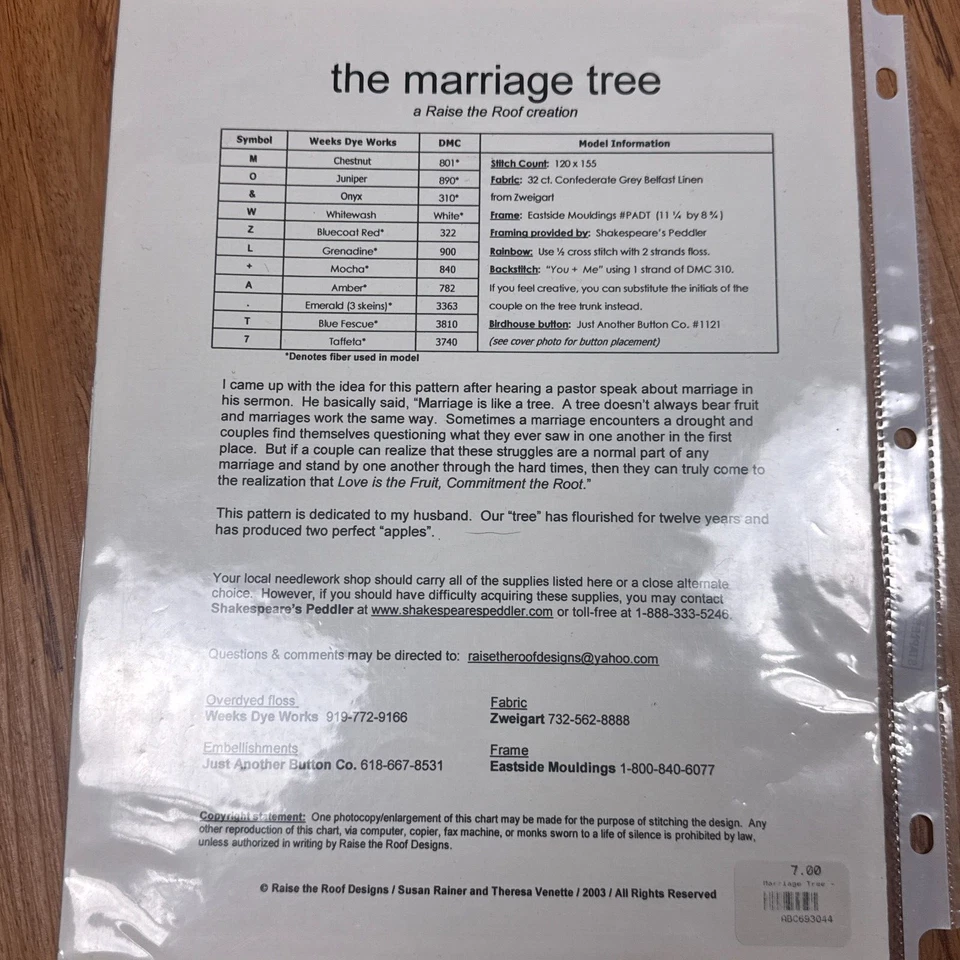 the marriage tree
a Raise the Roof creation
Symbol Weeks Dye Works DMC Model Information
M Chestnut 801* Stitch Count: 120 x 155
O Juniper 890* Fabric: 32 ct. Confederate Grey Belfast Linen
& Onyx 310* from Zweigart
W Whitewash White* Frame: Eastside Mouldings #PADT (11 ¼ by 8 ¾)
Z Bluecoat Red* 322 Framing provided by: Shakespeare's Peddler
L Grenadine* 900 Rainbow: Use ½ cross stitch with 2 strands floss.
+ Mocha* 840 Backstitch: "You + Me" using 1 strand of DMC 310.
A Amber* 782 If you feel creative, you can substitute the initials of the
. Emerald (3 skeins)* 3363 couple on the tree trunk instead.
T Blue Fescue* 3810 Birdhouse button: Just Another Button Co. #1121
7 Taffeta* 3740 (see cover photo for button placement)
*Denotes fiber used in model
I came up with the idea for this pattern after hearing a pastor speak about marriage in
his sermon. He basically said, "Marriage is like a tree. A tree doesn't always bear fruit
and marriages work the same way. Sometimes a marriage encounters a drought and
couples find themselves questioning what they ever saw in one another in the first
place. But if a couple can realize that these struggles are a normal part of any
marriage and stand by one another through the hard times, then they can truly come to
the realization that Love is the Fruit, Commitment the Root."
This pattern is dedicated to my husband. Our "tree" has flourished for twelve years and
has produced two perfect "apples".
Your local needlework shop should carry all of the supplies listed here or a close alternate
choice. However, if you should have difficulty acquiring these supplies, you may contact
Shakespeare's Peddler at www.shakespearespeddler.com or toll-free at 1-888-333-5246.
Questions & comments may be directed to: raisetheroofdesigns@yahoo.com
Overdyed floss Fabric
Weeks Dye Works 919-772-9166 Zweigart 732-562-8888
Embellishments Frame
Just Another Button Co. 618-667-8531 Eastside Mouldings 1-800-840-6077
Copyright statement: One photocopy/enlargement of this chart may be made for the purpose of stitching the design. Any
other reproduction of this chart, via computer, copier, fax machine, or monks sworn to a life of silence is prohibited by law,
unless authorized in writing by Raise the Roof Designs.
© Raise the Roof Designs / Susan Rainer and Theresa Venette / 2003 / All Rights Reserved
7.00
Marriage Tree -
ABC693044